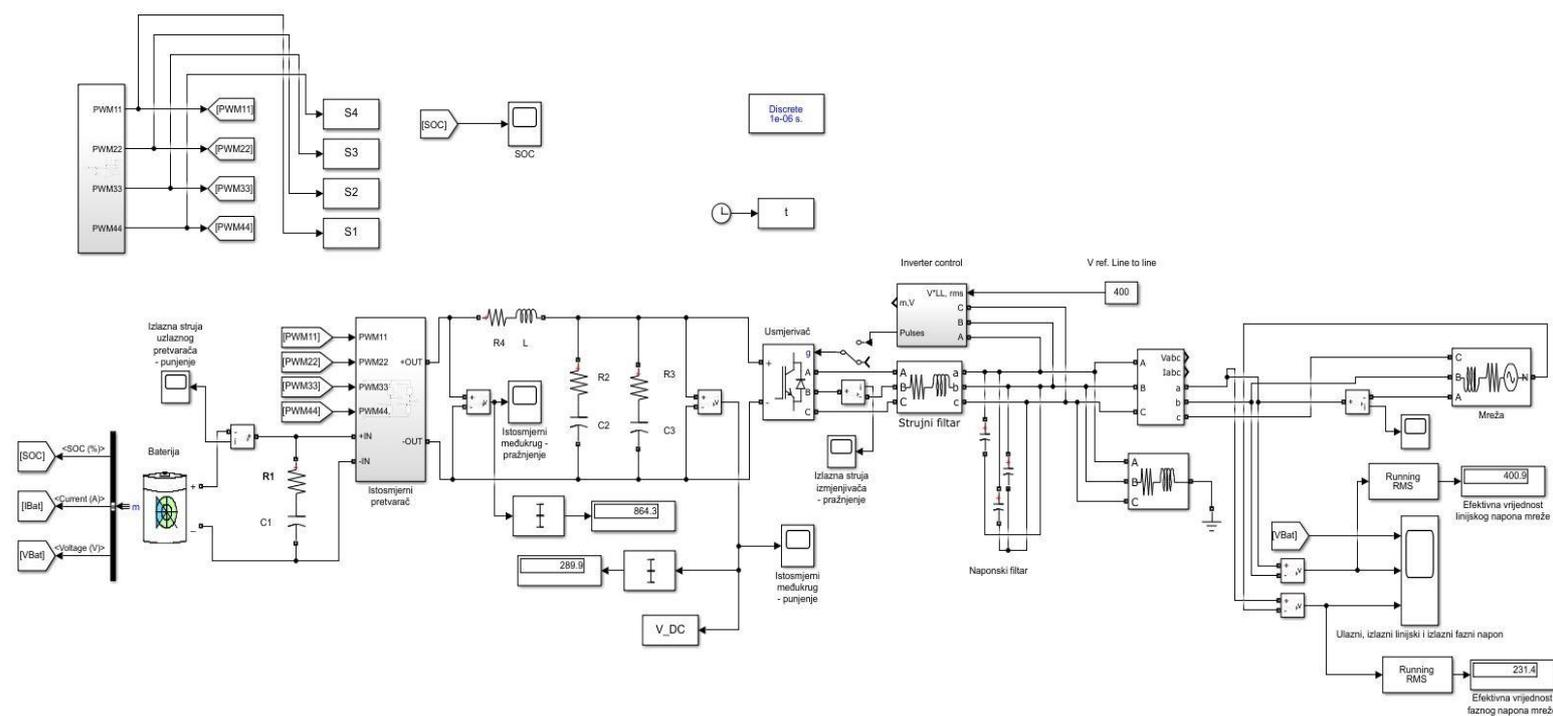 PWM11
[PWM11]
S4
PWM22
[PWM22]
S3
PWM33
[PWM33]
S2
PWM44
[PWM44]
S1
[SOC]
SOC
Discrete
1e-06 s.
t
Inverter control
V ref. Line to line
V*LL, rms
m,V
C
B
Pulses
A
400
Izlazna struja
uzlaznog
pretvarača
- punjenje
[PWM11]
[PWM22]
[PWM33]
[PWM44]
PWM11
PWM22
PWM33
PWM44
+IN
-IN
+OUT
-OUT
Istosmjerni
pretvarač
R4
L
R2
C2
R3
C3
+
-
v
Istosmjerni
međukrug -
pražnjenje
864.3
289.9
V_DC
+
-
v
Istosmjerni
međukrug
- punjenje
Usmjerivač
g
+
-
A
B
C
+
-
i
Izlazna struja
izmjenjivača
- pražnjenje
A
B
C
a
b
c
Strujni filtar
Naponski filtar
A
B
C
Vabc
Iabc
a
b
c
A
B
C
+
-
i
C
B
A
N
Mreža
[SOC]
<SOC (%)>
[IBat]
<Current (A)>
[VBat]
<Voltage (V)>
m
Baterija
+
_
-
+
i
R1
C1
Running
RMS
400.9
Efektivna vrijednost
linijskog napona mreže
[VBat]
+
-
v
+
-
v
Ulazni, izlazni linijski i izlazni fazni napon
Running
RMS
231.4
Efektivna vrijednost
faznog napona mreže